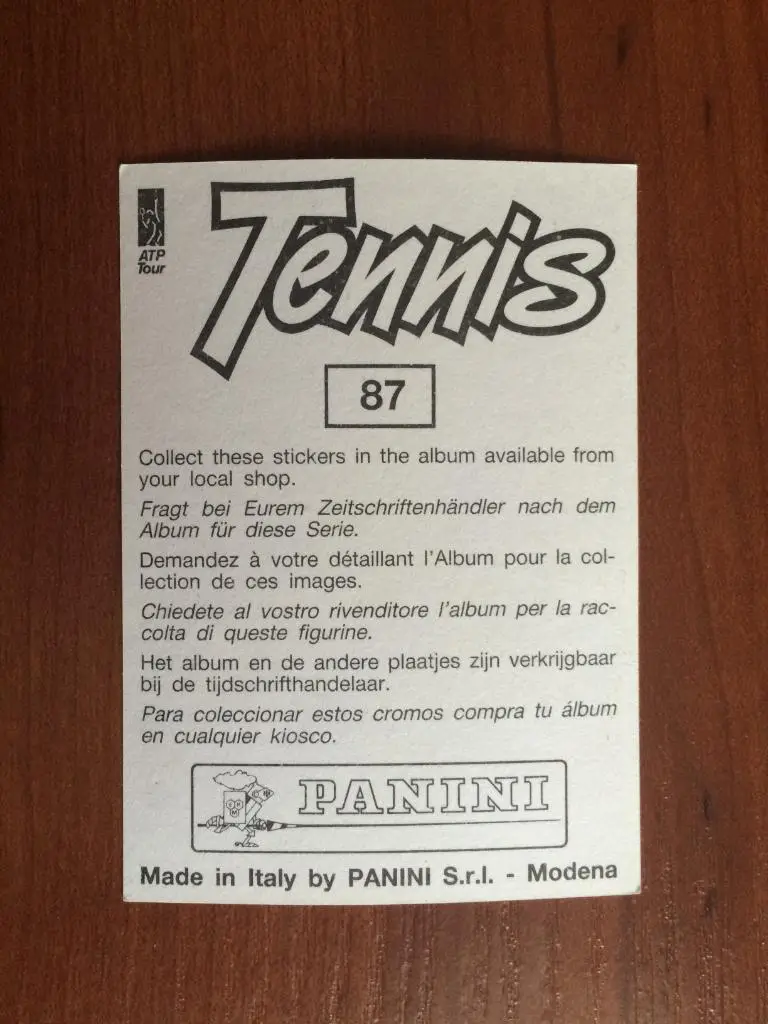 ATP
Tour
Tennis
87
Collect these stickers in the album available from
your local shop.
Fragt bei Eurem Zeitschriftenhändler nach dem
Album für diese Serie.
Demandez à votre détaillant l'Album pour la col-
lection de ces images.
Chiedete al vostro rivenditore l'album per la rac-
colta di queste figurine.
Het album en de andere plaatjes zijn verkrijgbaar
bij de tijdschrifthandelaar.
Para coleccionar estos cromos compra tu álbum
en cualquier kiosco.
PANINI
Made in Italy by PANINI S.r.l. - Modena